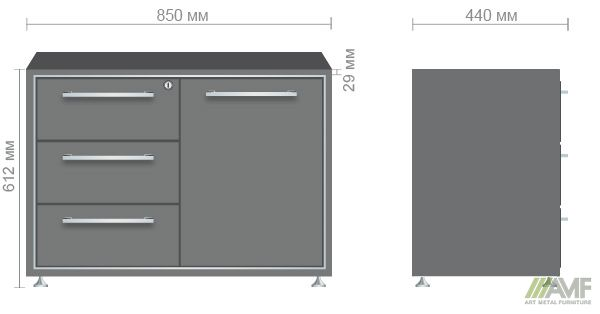 850 мм
440 мм
29 мм
612 мм
AMF
ART METAL FURNITURE